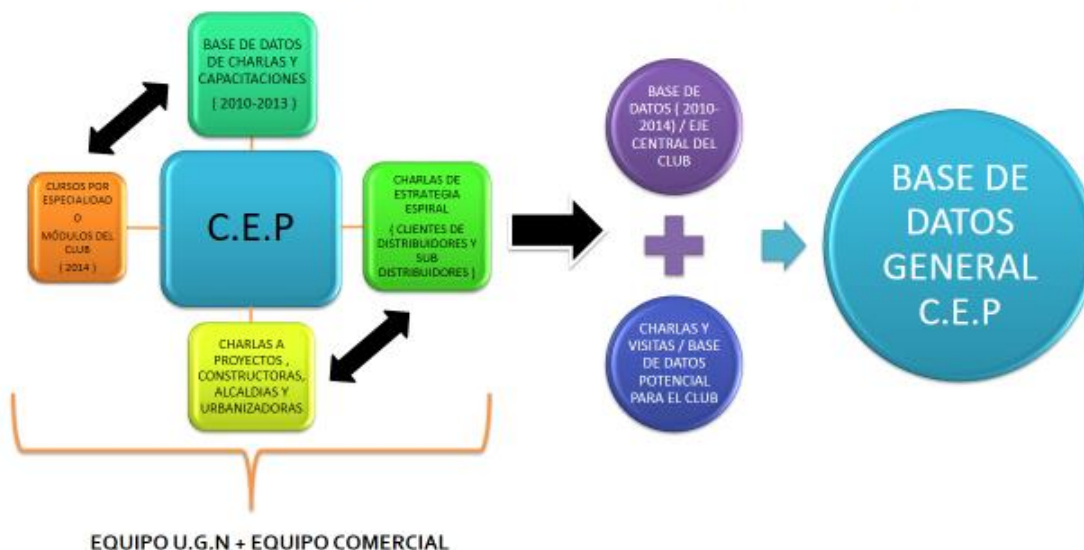 BASE DE DATOS
DE CHARLAS Y
CAPACITACIONES
( 2010-2013 )
CURSOS POR
ESPECIALIDAD
O
MÓDULOS DEL
CLUB
( 2014 )
C.E.P
CHARLAS DE
ESTRATEGIA
ESPIRAL
( CLIENTES DE
DISTRIBUIDORES Y
SUB
DISTRIBUIDORES )
CHARLAS A
PROYECTOS ,
CONSTRUCTORAS,
ALCALDIAS Y
URBANIZADORAS
EQUIPO U.G.N + EQUIPO COMERCIAL
BASE DE
DATOS ( 2010-
2014) / EJE
CENTRAL DEL
CLUB
CHARLAS Y
VISITAS / BASE
DE DATOS
POTENCIAL
PARA EL CLUB
BASE DE
DATOS
GENERAL
C.E.P